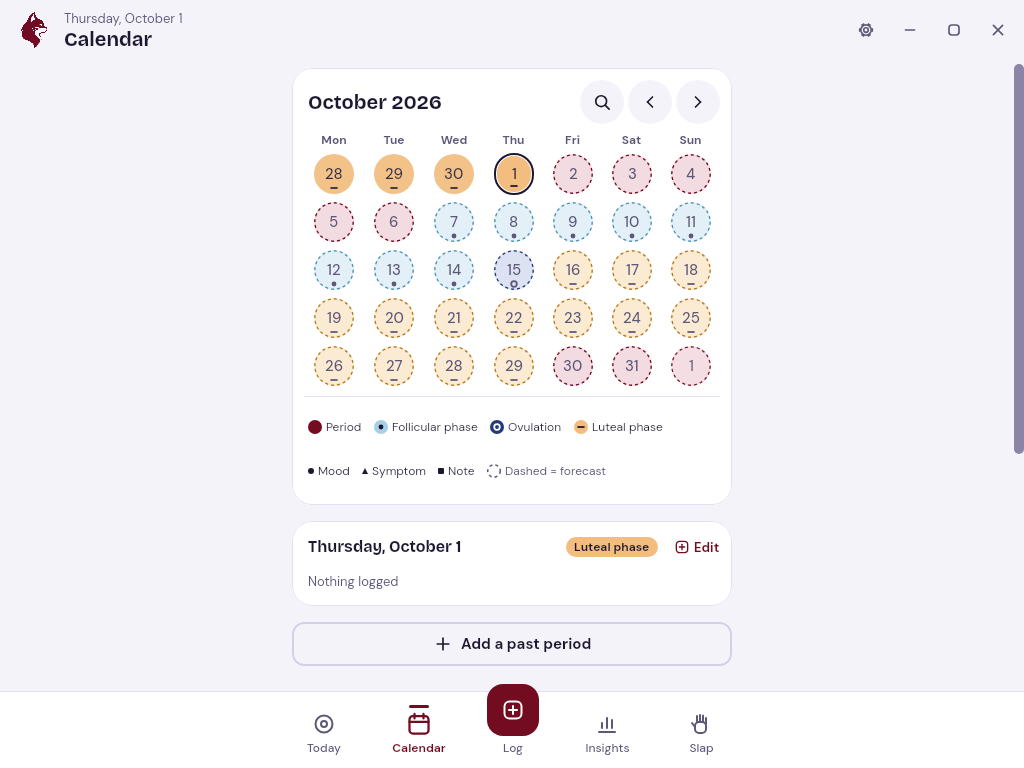 Thursday, October 1
Calendar
October 2026
Mon Tue Wed Thu Fri Sat Sun
28 29 30 1 2 3 4
5 6 7 8 9 10 11
12 13 14 15 16 17 18
19 20 21 22 23 24 25
26 27 28 29 30 31 1
Period Follicular phase Ovulation Luteal phase
Mood Symptom Note Dashed = forecast
Thursday, October 1 Luteal phase Edit
Nothing logged
Add a past period
Today Calendar Log Insights Slap